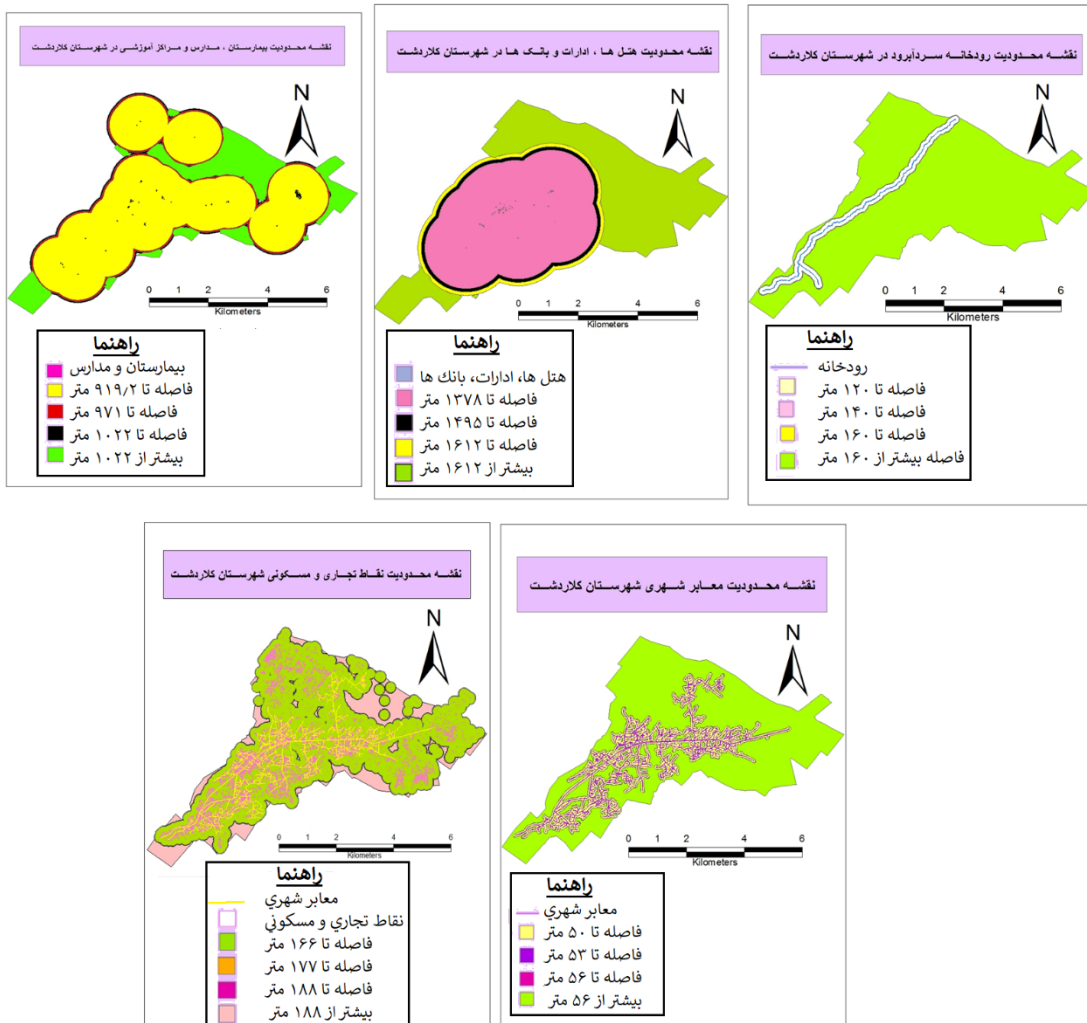 نقشه محدودیت بیمارستان ، مدارس و مراکز آموزشی در شهرستان کلاردشت
N
0 2 4 6
Kilometers
راهنما
بیمارستان و مدارس
فاصله تا ۹۱۹/۲ متر
فاصله تا ۹۷۱ متر
فاصله تا ۱۰۲۲ متر
بیشتر از ۱۰۲۲ متر
نقشه محدودیت هتل ها ، ادارات و بانک ها در شهرستان کلاردشت
N
0 2 4 6
Kilometers
راهنما
هتل ها، ادارات، بانك ها
فاصله تا ۱۳۷۸ متر
فاصله تا ۱۴۹۵ متر
فاصله تا ۱۶۱۲ متر
بیشتر از ۱۶۱۲ متر
نقشه محدودیت رودخانه سردآبرود در شهرستان کلاردشت
N
0 2 4 6
Kilometers
راهنما
رودخانه
فاصله تا ۱۲۰ متر
فاصله تا ۱۴۰ متر
فاصله تا ۱۶۰ متر
فاصله بیشتر از ۱۶۰ متر
نقشه محدودیت نقاط تجاری و مسکونی شهرستان کلاردشت
N
0 2 4 6
Kilometers
راهنما
معابر شهري
نقاط تجاري و مسكوني
فاصله تا ۱۶۶ متر
فاصله تا ۱۷۷ متر
فاصله تا ۱۸۸ متر
بیشتر از ۱۸۸ متر
نقشه محدودیت معابر شهری شهرستان کلاردشت
N
0 2 4 6
Kilometers
راهنما
معابر شهري
فاصله تا ۵۰ متر
فاصله تا ۵۳ متر
فاصله تا ۵۶ متر
بیشتر از ۵۶ متر